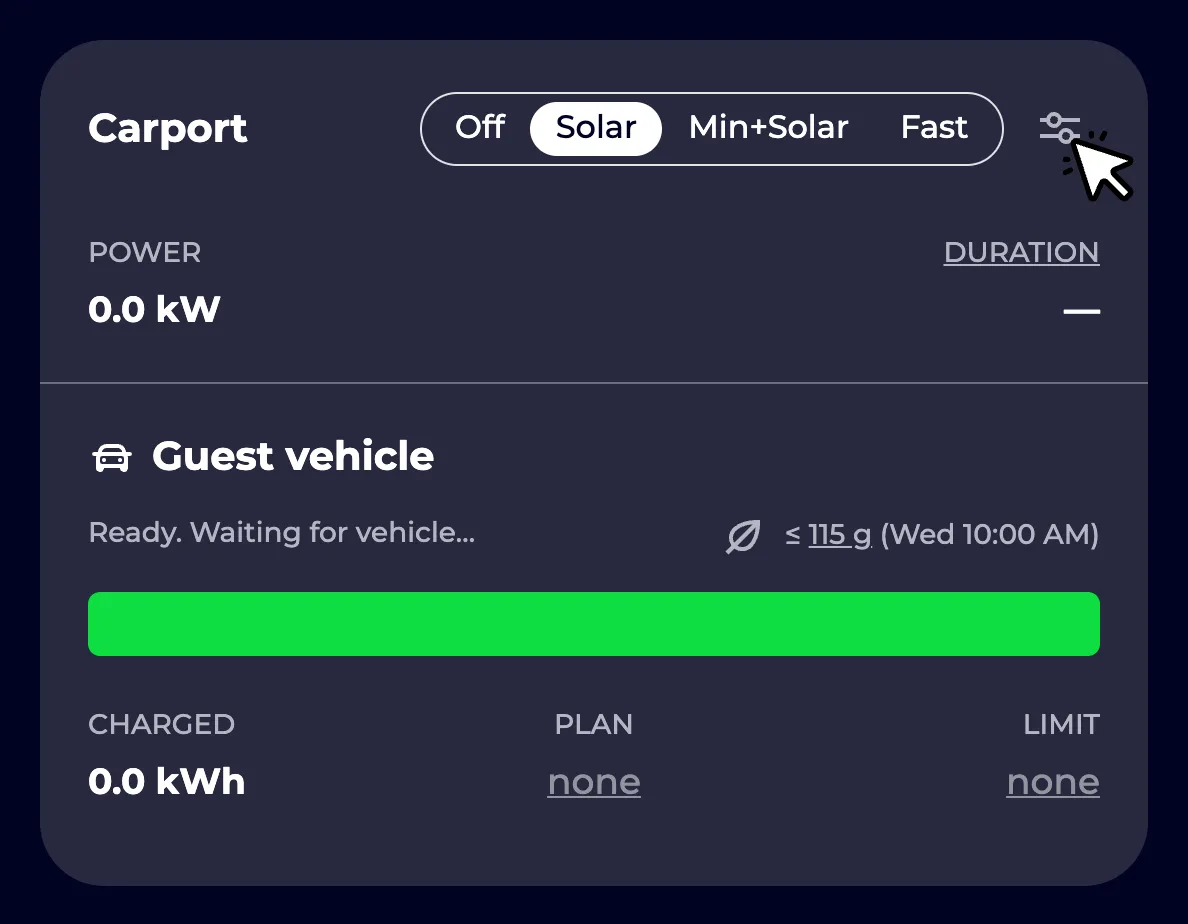 Carport
Off Solar Min+Solar Fast
POWER
DURATION
0.0 kW
—
Guest vehicle
Ready. Waiting for vehicle...
≤ 115 g (Wed 10:00 AM)
CHARGED
PLAN
LIMIT
0.0 kWh
none
none